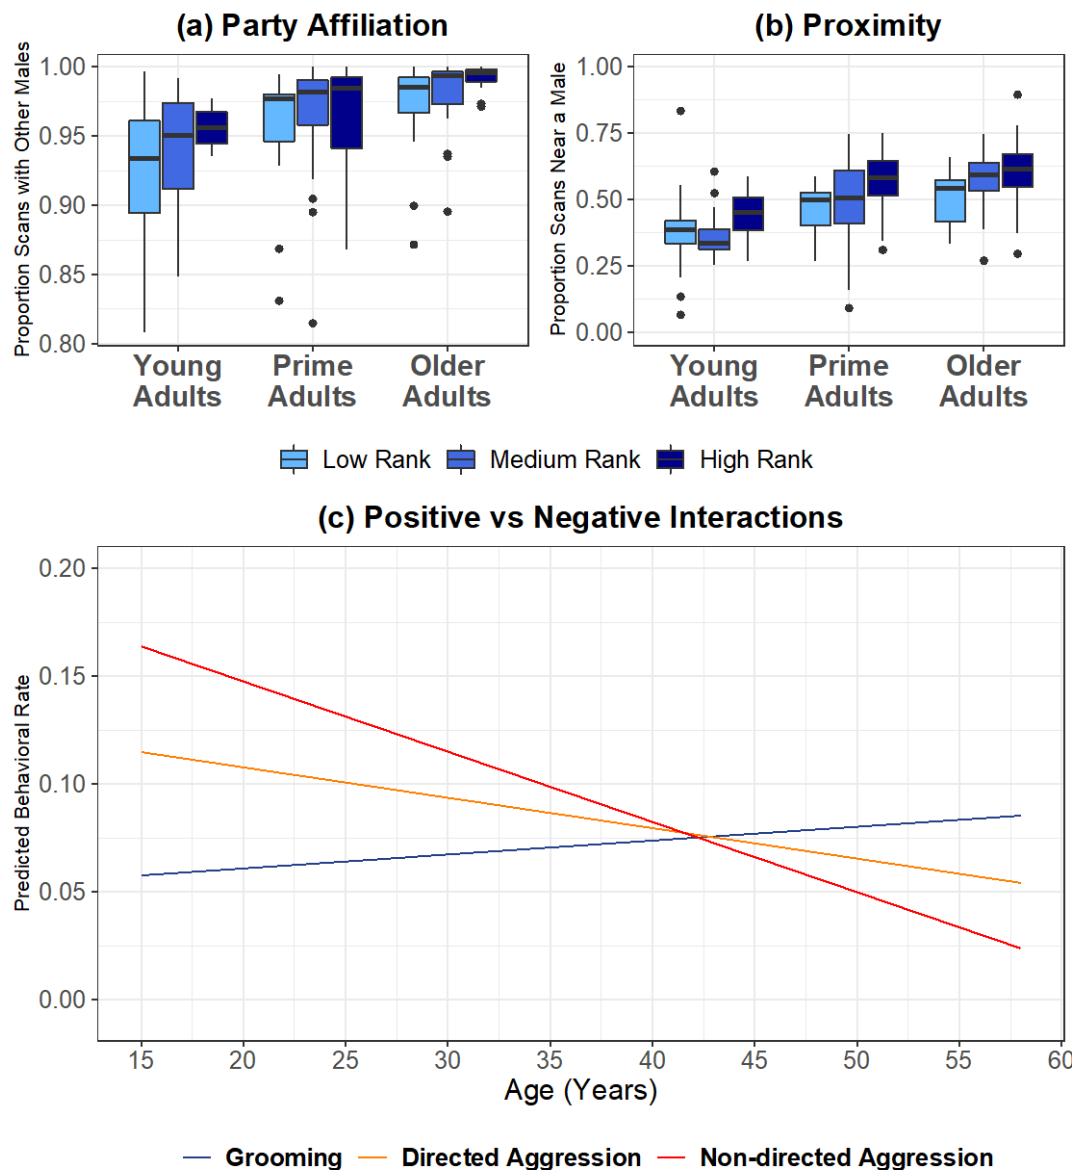 (a) Party Affiliation
Proportion Scans with Other Males
1.00
0.95
0.90
0.85
0.80
Young Adults
Prime Adults
Older Adults
(b) Proximity
Proportion Scans Near a Male
1.00
0.75
0.50
0.25
0.00
Young Adults
Prime Adults
Older Adults
Low Rank Medium Rank High Rank
(c) Positive vs Negative Interactions
Predicted Behavioral Rate
0.20
0.15
0.10
0.05
0.00
15 20 25 30 35 40 45 50 55 60
Age (Years)
Grooming Directed Aggression Non-directed Aggression